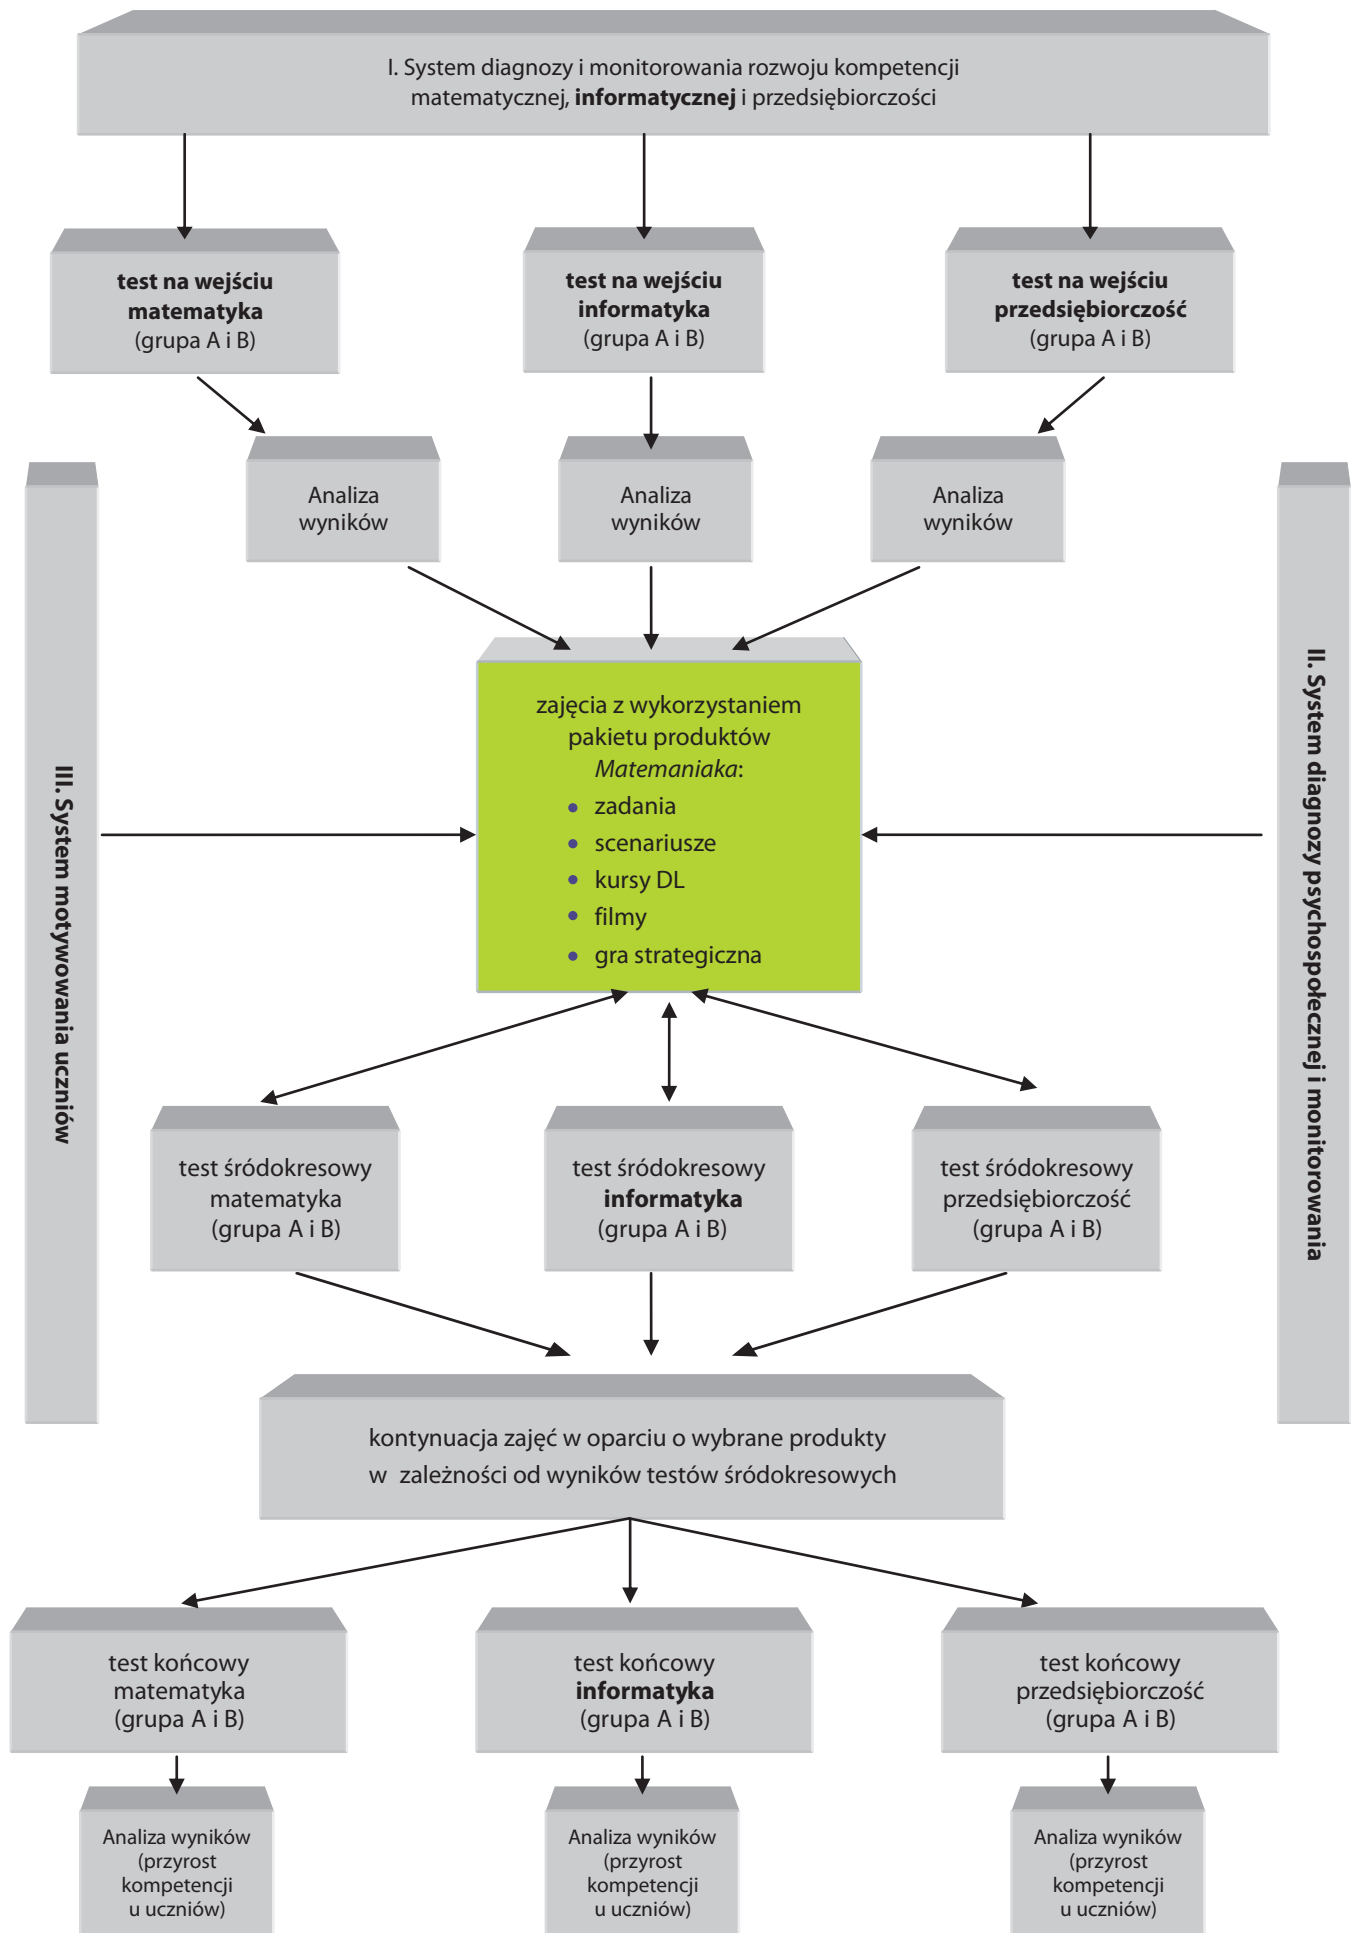 I. System diagnozy i monitorowania rozwoju kompetencji
matematycznej, informatycznej i przedsiębiorczości
test na wejściu
matematyka
(grupa A i B)
test na wejściu
informatyka
(grupa A i B)
test na wejściu
przedsiębiorczość
(grupa A i B)
Analiza
wyników
Analiza
wyników
Analiza
wyników
III. System motywowania uczniów
zajęcia z wykorzystaniem
pakietu produktów
Matemaniaka:
• zadania
• scenariusze
• kursy DL
• filmy
• gra strategiczna
II. System diagnozy psychospołecznej i monitorowania
test śródokresowy
matematyka
(grupa A i B)
test śródokresowy
informatyka
(grupa A i B)
test śródokresowy
przedsiębiorczość
(grupa A i B)
kontynuacja zajęć w oparciu o wybrane produkty
w zależności od wyników testów śródokresowych
test końcowy
matematyka
(grupa A i B)
test końcowy
informatyka
(grupa A i B)
test końcowy
przedsiębiorczość
(grupa A i B)
Analiza wyników
(przyrost
kompetencji
u uczniów)
Analiza wyników
(przyrost
kompetencji
u uczniów)
Analiza wyników
(przyrost
kompetencji
u uczniów)